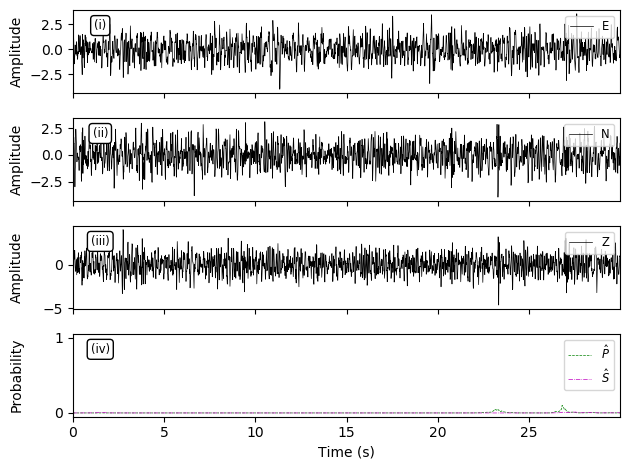 Amplitude
2.5
0.0
−2.5
(i)
E
Amplitude
2.5
0.0
−2.5
(ii)
N
Amplitude
0
−5
(iii)
Z
Probability
1
0
(iv)
P̂
Ŝ
0 5 10 15 20 25
Time (s)